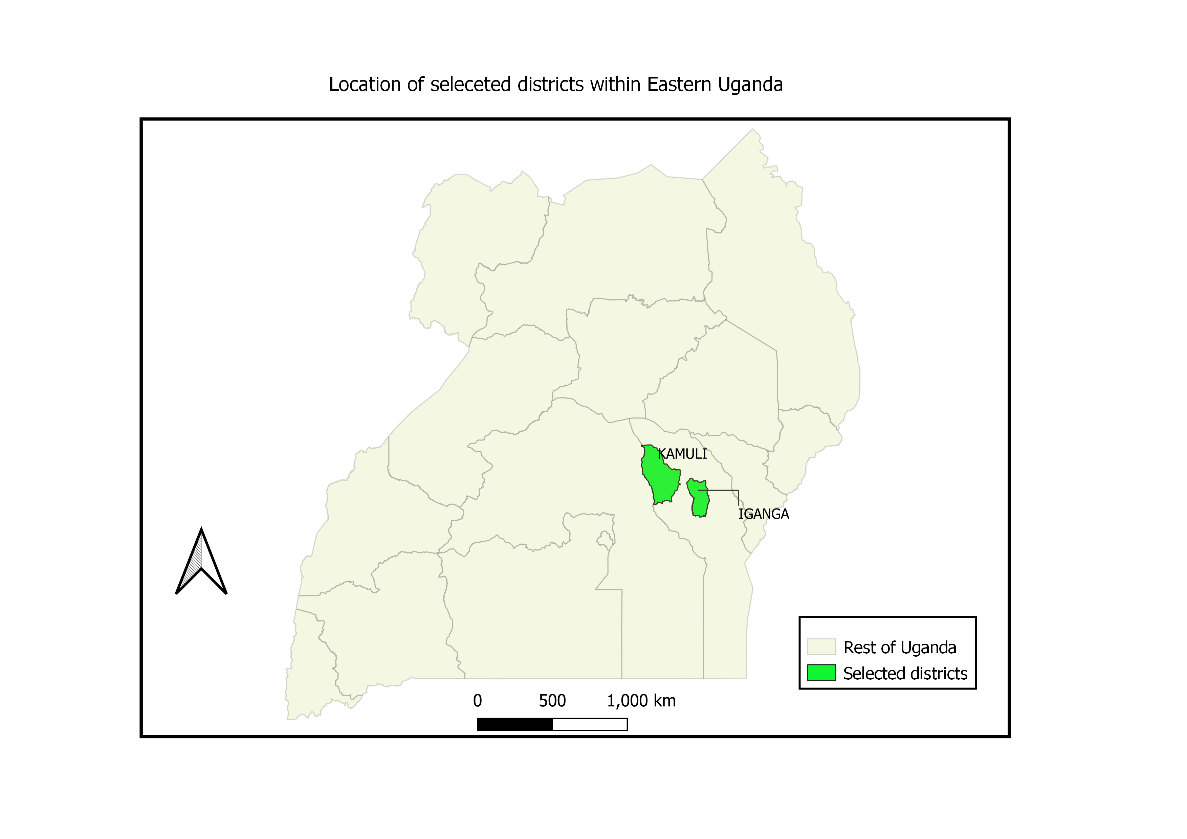 Location of seleceted districts within Eastern Uganda
KAMULI
IGANGA
Rest of Uganda
Selected districts
0 500 1,000 km